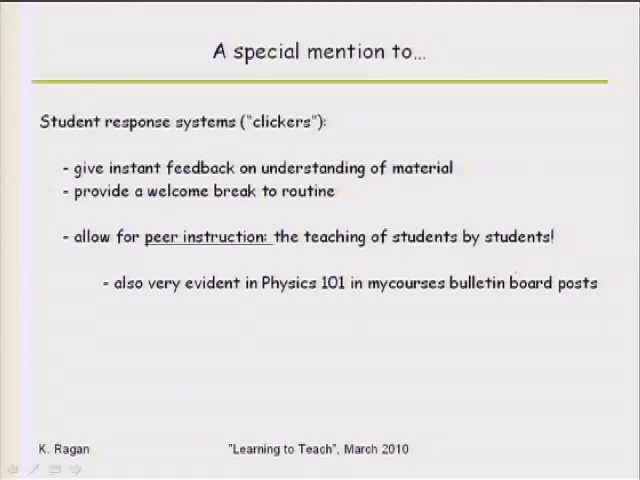 A special mention to...
Student response systems ("clickers"):
- give instant feedback on understanding of material
- provide a welcome break to routine
- allow for peer instruction: the teaching of students by students!
- also very evident in Physics 101 in mycourses bulletin board posts
K. Ragan
"Learning to Teach", March 2010